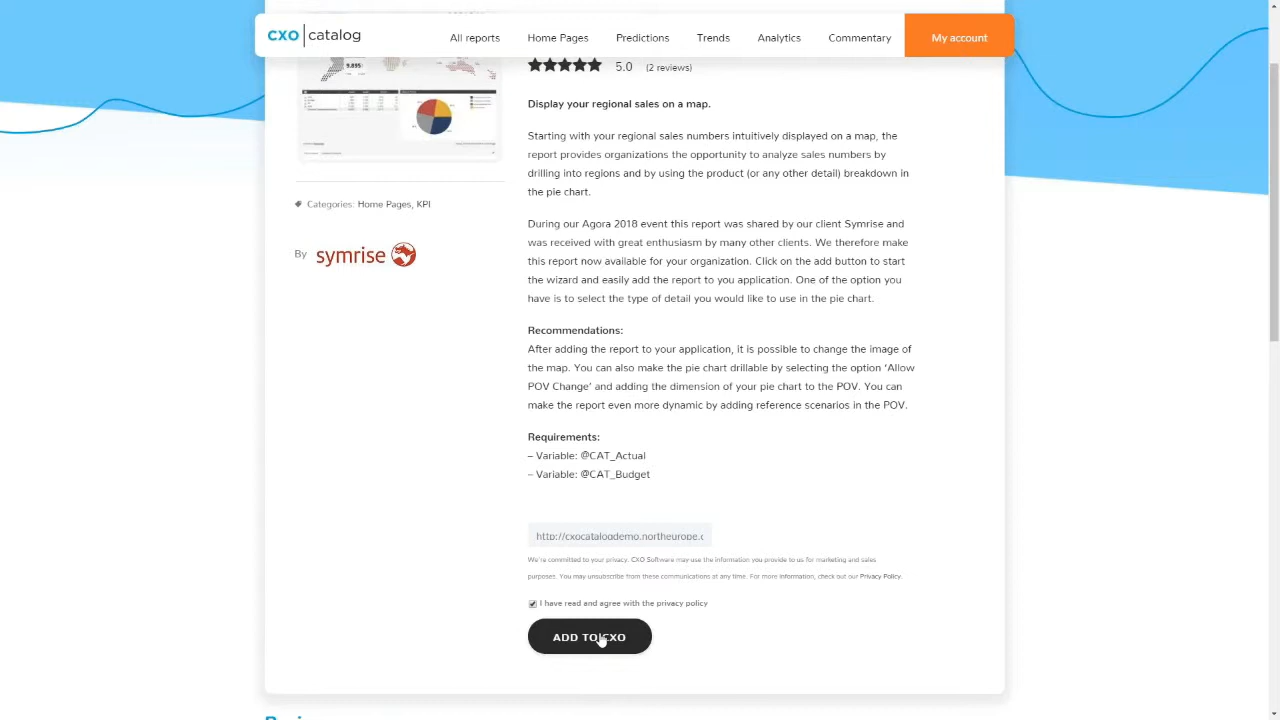 cxo catalog
All reports
Home Pages
Predictions
Trends
Analytics
Commentary
My account
5.0
(2 reviews)
9.895
Display your regional sales on a map.
Starting with your regional sales numbers intuitively displayed on a map, the
report provides organizations the opportunity to analyze sales numbers by
drilling into regions and by using the product (or any other detail) breakdown in
the pie chart.
Categories: Home Pages, KPI
By symrise
During our Agora 2018 event this report was shared by our client Symrise and
was received with great enthusiasm by many other clients. We therefore make
this report now available for your organization. Click on the add button to start
the wizard and easily add the report to you application. One of the option you
have is to select the type of detail you would like to use in the pie chart.
Recommendations:
After adding the report to your application, it is possible to change the image of
the map. You can also make the pie chart drillable by selecting the option ‘Allow
POV Change’ and adding the dimension of your pie chart to the POV. You can
make the report even more dynamic by adding reference scenarios in the POV.
Requirements:
– Variable: @CAT_Actual
– Variable: @CAT_Budget
http://cxocatalogdemo.northeurope.c
We're committed to your privacy. CXO Software may use the information you provide to us for marketing and sales
purposes. You may unsubscribe from these communications at any time. For more information, check out our Privacy Policy.
I have read and agree with the privacy policy
ADD TO CXO